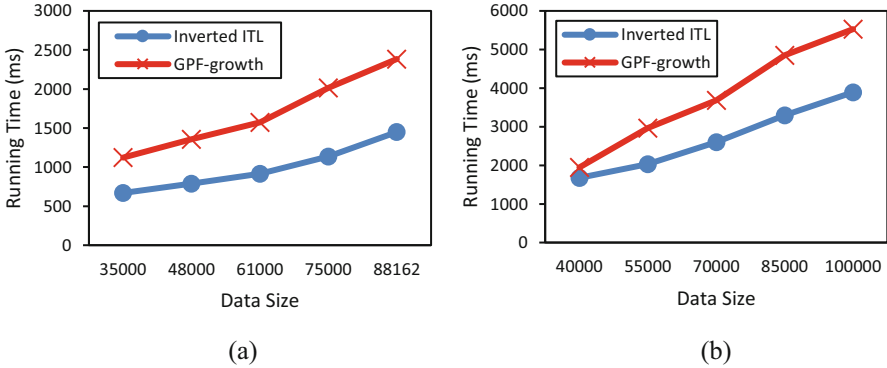 3000
2500
2000
1500
1000
500
0
Running Time (ms)
Inverted ITL
GPF-growth
35000 48000 61000 75000 88162
Data Size
(a)
6000
5000
4000
3000
2000
1000
0
Running Time (ms)
Inverted ITL
GPF-growth
40000 55000 70000 85000 100000
Data Size
(b)